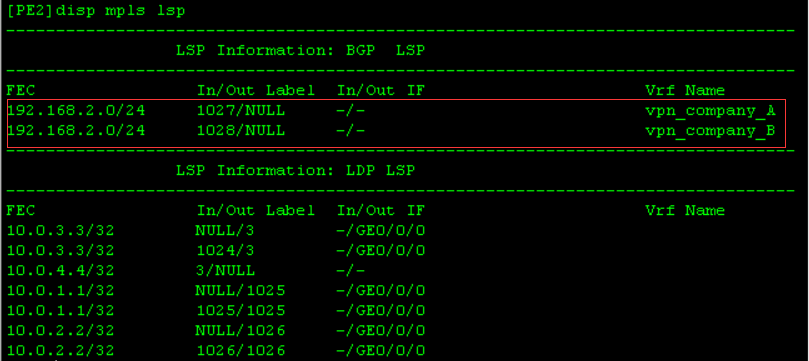 [PE2]disp mpls lsp
-------------------------------------------------------------------------------
LSP Information: BGP  LSP
-------------------------------------------------------------------------------
FEC                In/Out Label  In/Out IF                      Vrf Name
192.168.2.0/24     1027/NULL     -/-                            vpn_company_A
192.168.2.0/24     1028/NULL     -/-                            vpn_company_B
-------------------------------------------------------------------------------
LSP Information: LDP LSP
-------------------------------------------------------------------------------
FEC                In/Out Label  In/Out IF                      Vrf Name
10.0.3.3/32        NULL/3        -/GE0/0/0
10.0.3.3/32        1024/3        -/GE0/0/0
10.0.4.4/32        3/NULL        -/-
10.0.1.1/32        NULL/1025     -/GE0/0/0
10.0.1.1/32        1025/1025     -/GE0/0/0
10.0.2.2/32        NULL/1026     -/GE0/0/0
10.0.2.2/32        1026/1026     -/GE0/0/0